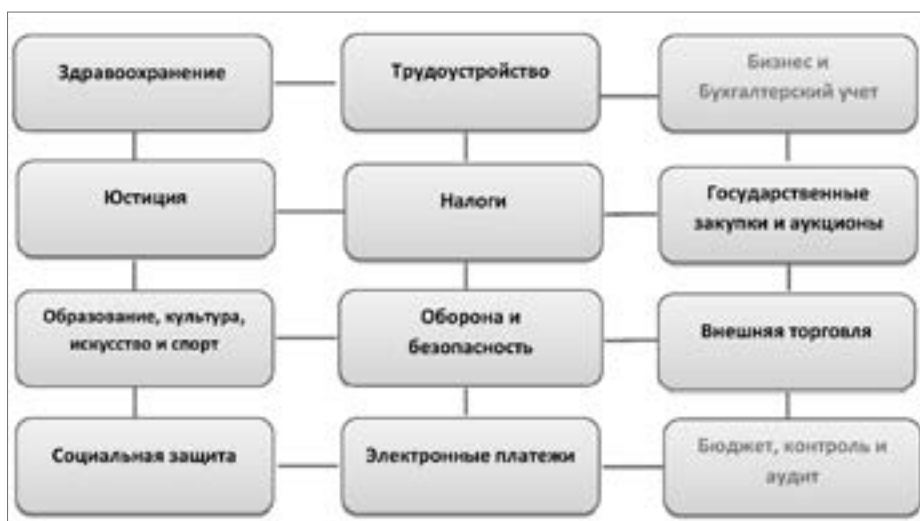 Здравоохранение
Трудоустройство
Бизнес и
Бухгалтерский учет
Юстиция
Налоги
Государственные
закупки и аукционы
Образование, культура,
искусство и спорт
Оборона и
безопасность
Внешняя торговля
Социальная защита
Электронные платежи
Бюджет, контроль и
аудит